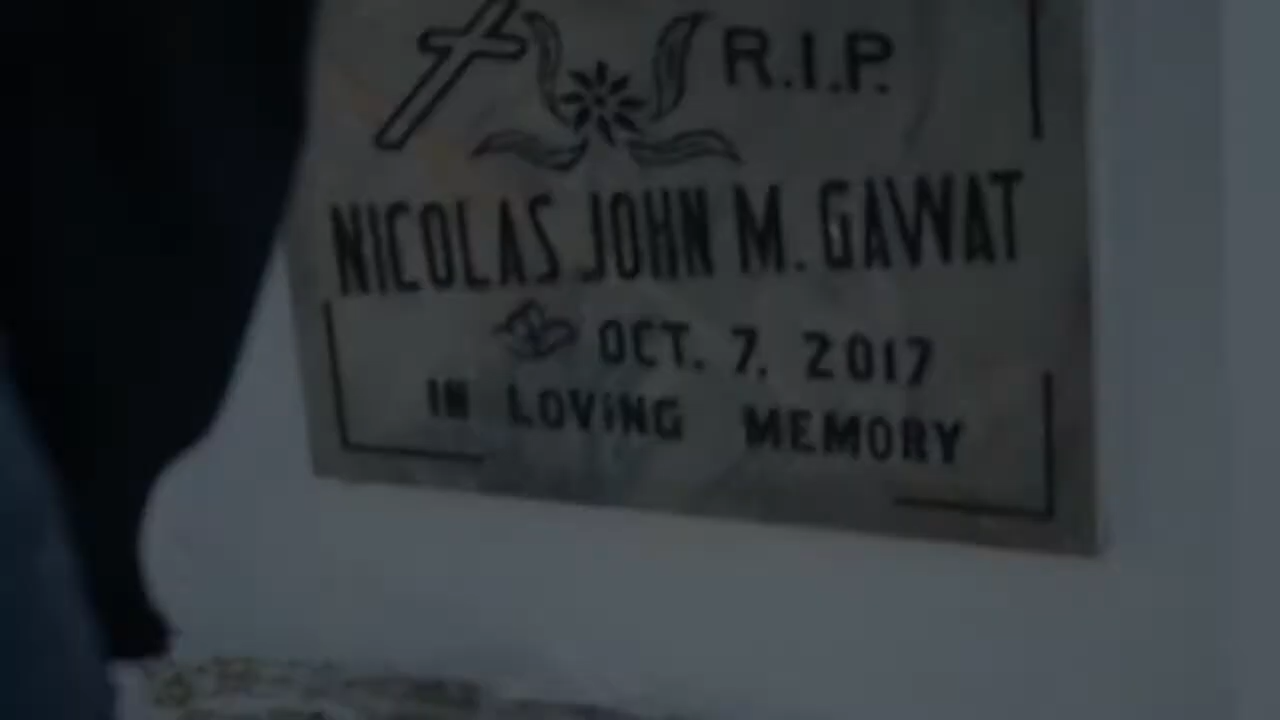 R.I.P.
NICOLAS JOHN M. GAWAT
OCT. 7, 2017
IN LOVING MEMORY